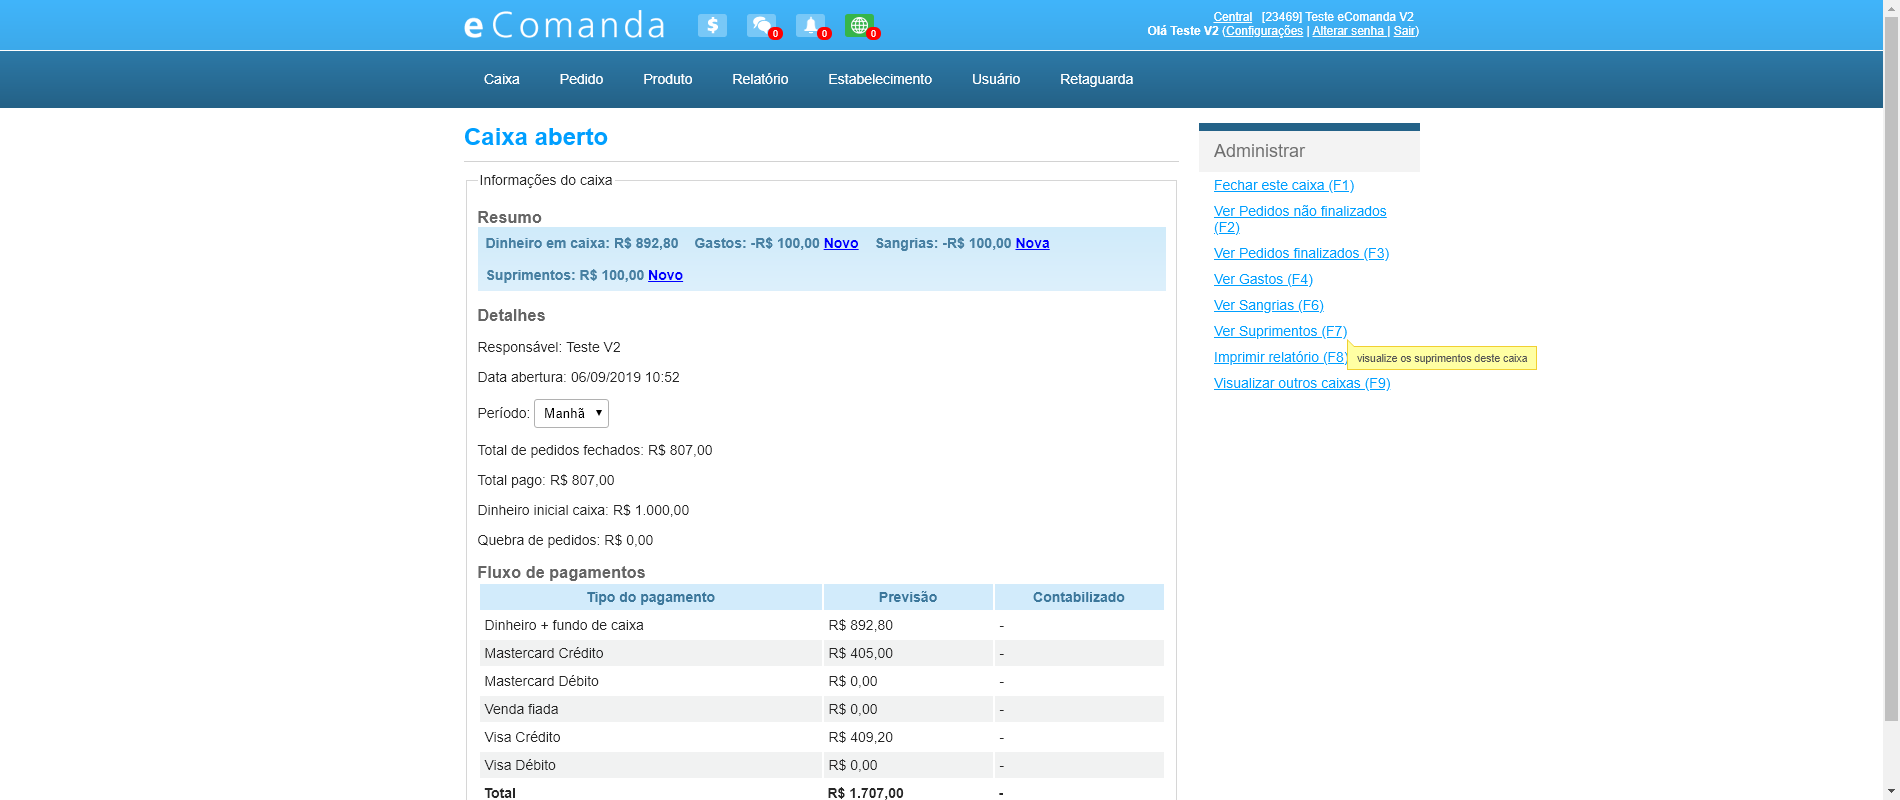 eComanda
$
0
0
0
Central [23469] Teste eComanda V2
Olá Teste V2 (Configurações | Alterar senha | Sair)
Caixa Pedido Produto Relatório Estabelecimento Usuário Retaguarda
Caixa aberto
Informações do caixa
Resumo
Dinheiro em caixa: R$ 892,80 Gastos: -R$ 100,00 Novo Sangrias: -R$ 100,00 Nova
Suprimentos: R$ 100,00 Novo
Detalhes
Responsável: Teste V2
Data abertura: 06/09/2019 10:52
Período: Manhã
Total de pedidos fechados: R$ 807,00
Total pago: R$ 807,00
Dinheiro inicial caixa: R$ 1.000,00
Quebra de pedidos: R$ 0,00
Fluxo de pagamentos
Tipo do pagamento Previsão Contabilizado
Dinheiro + fundo de caixa R$ 892,80 -
Mastercard Crédito R$ 405,00 -
Mastercard Débito R$ 0,00 -
Venda fiada R$ 0,00 -
Visa Crédito R$ 409,20 -
Visa Débito R$ 0,00 -
Total R$ 1.707,00 -
Administrar
Fechar este caixa (F1)
Ver Pedidos não finalizados
(F2)
Ver Pedidos finalizados (F3)
Ver Gastos (F4)
Ver Sangrias (F6)
Ver Suprimentos (F7)
Imprimir relatório (F8)
visualize os suprimentos deste caixa
Visualizar outros caixas (F9)